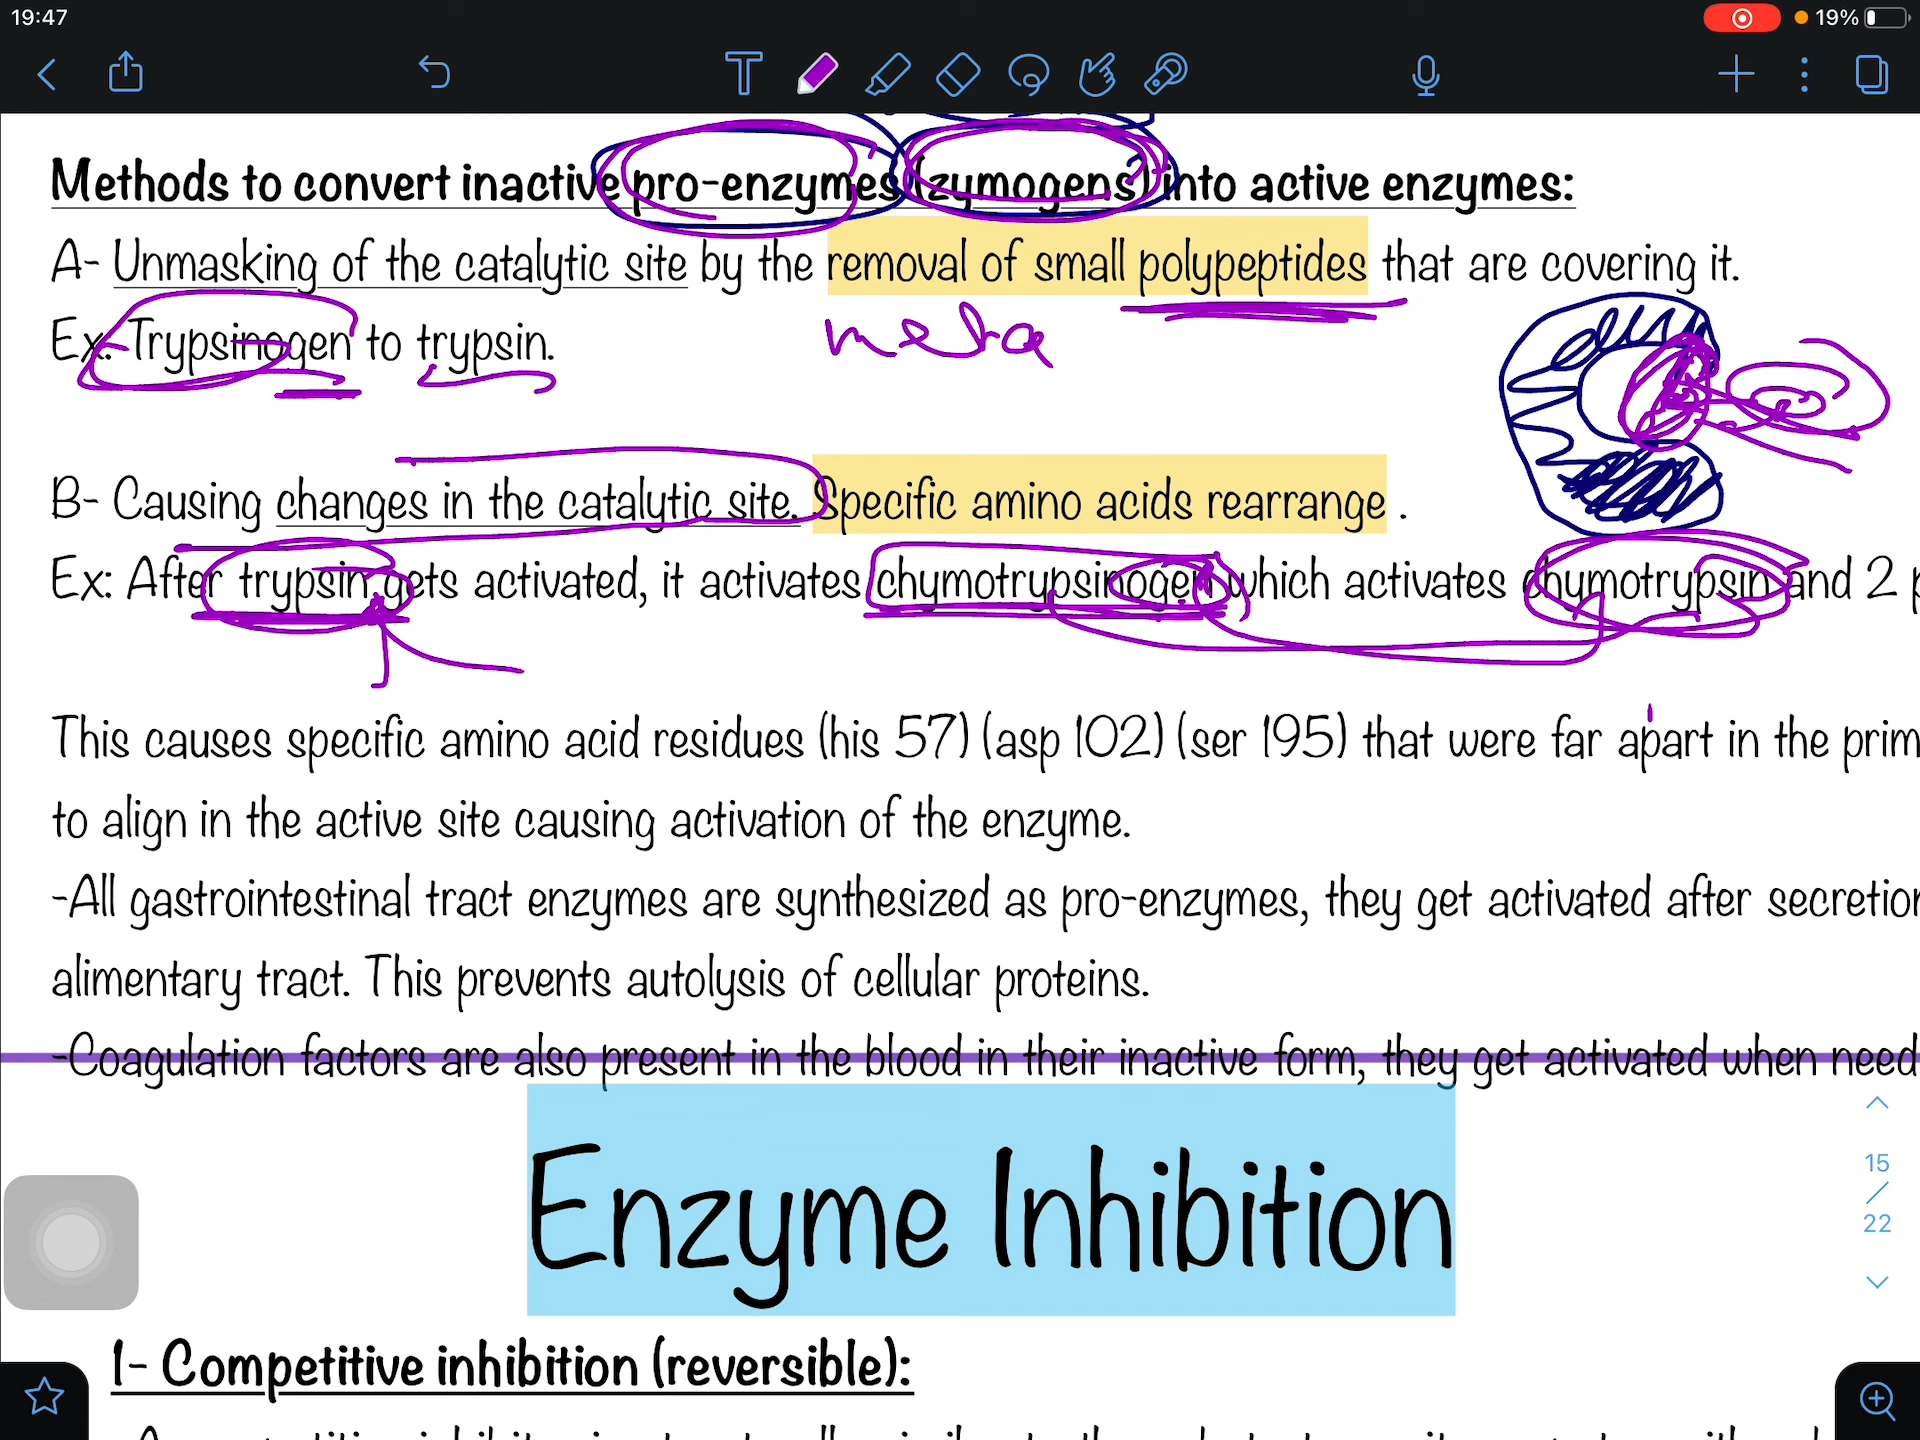 19:47
19%
Methods to convert inactive pro-enzymes (zymogens) into active enzymes:
A- Unmasking of the catalytic site by the removal of small polypeptides that are covering it.
Ex: Trypsinogen to trypsin.
B- Causing changes in the catalytic site. Specific amino acids rearrange .
Ex: After trypsin gets activated, it activates chymotrypsinogen which activates chymotrypsin and 2 p
This causes specific amino acid residues (his 57) (asp 102) (ser 195) that were far apart in the prim
to align in the active site causing activation of the enzyme.
-All gastrointestinal tract enzymes are synthesized as pro-enzymes, they get activated after secretion
alimentary tract. This prevents autolysis of cellular proteins.
-Coagulation factors are also present in the blood in their inactive form, they get activated when need
Enzyme Inhibition
15
/
22
1- Competitive inhibition (reversible):